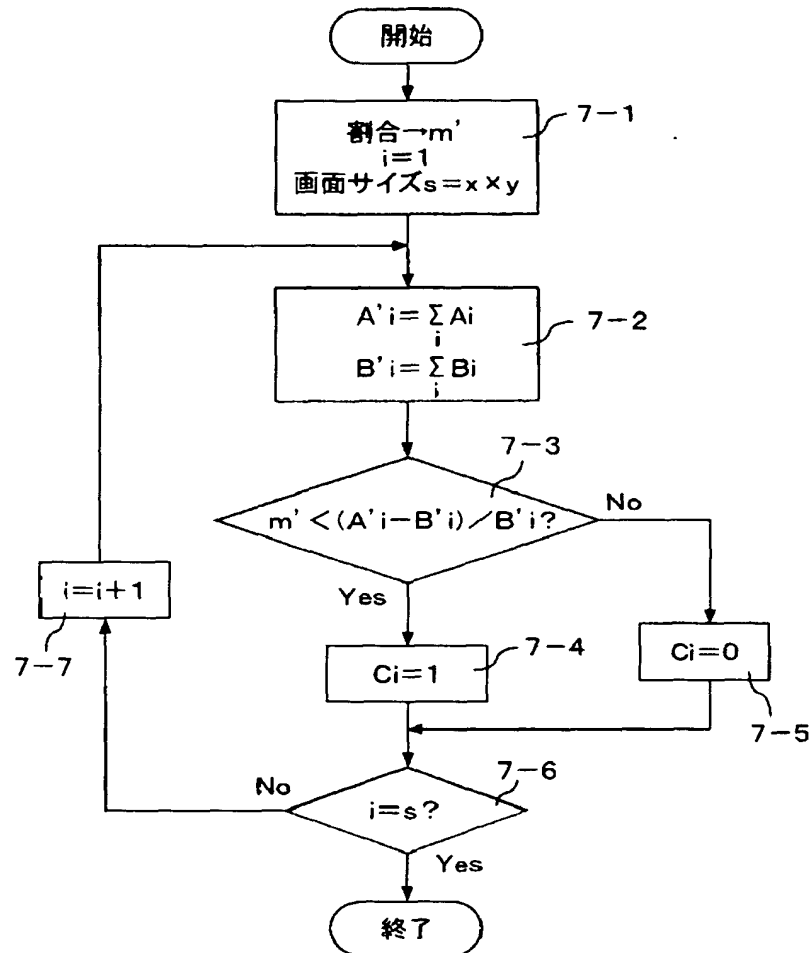 開始
割合→m'
i=1
画面サイズs=x×y
7-1
A'i=∑Ai
i
B'i=∑Bi
i
7-2
7-3
m'<(A'i-B'i)/B'i?
No
Yes
i=i+1
7-7
Ci=1
7-4
Ci=0
7-5
7-6
No
i=s?
Yes
終了